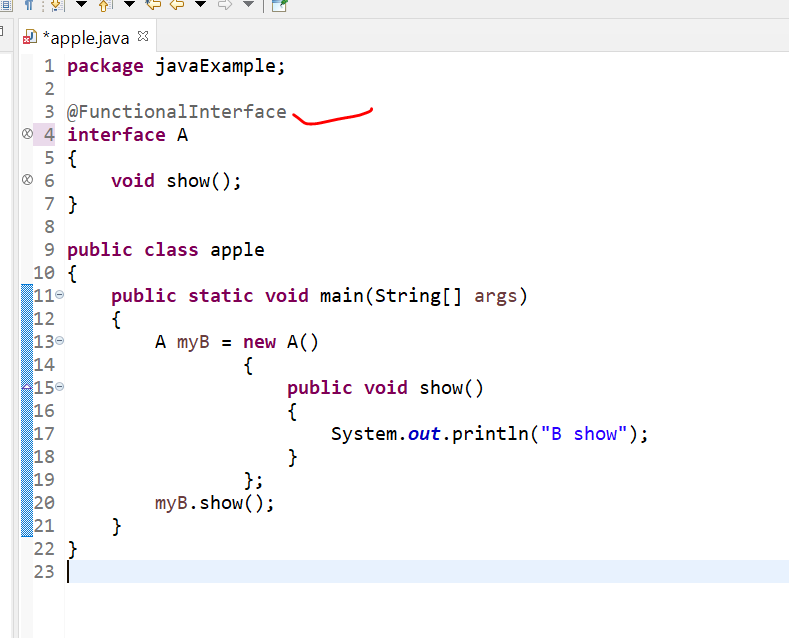 *apple.java
1 package javaExample;
2
3 @FunctionalInterface
4 interface A
5 {
6 void show();
7 }
8
9 public class apple
10 {
11 public static void main(String[] args)
12 {
13 A myB = new A()
14 {
15 public void show()
16 {
17 System.out.println("B show");
18 }
19 };
20 myB.show();
21 }
22 }
23